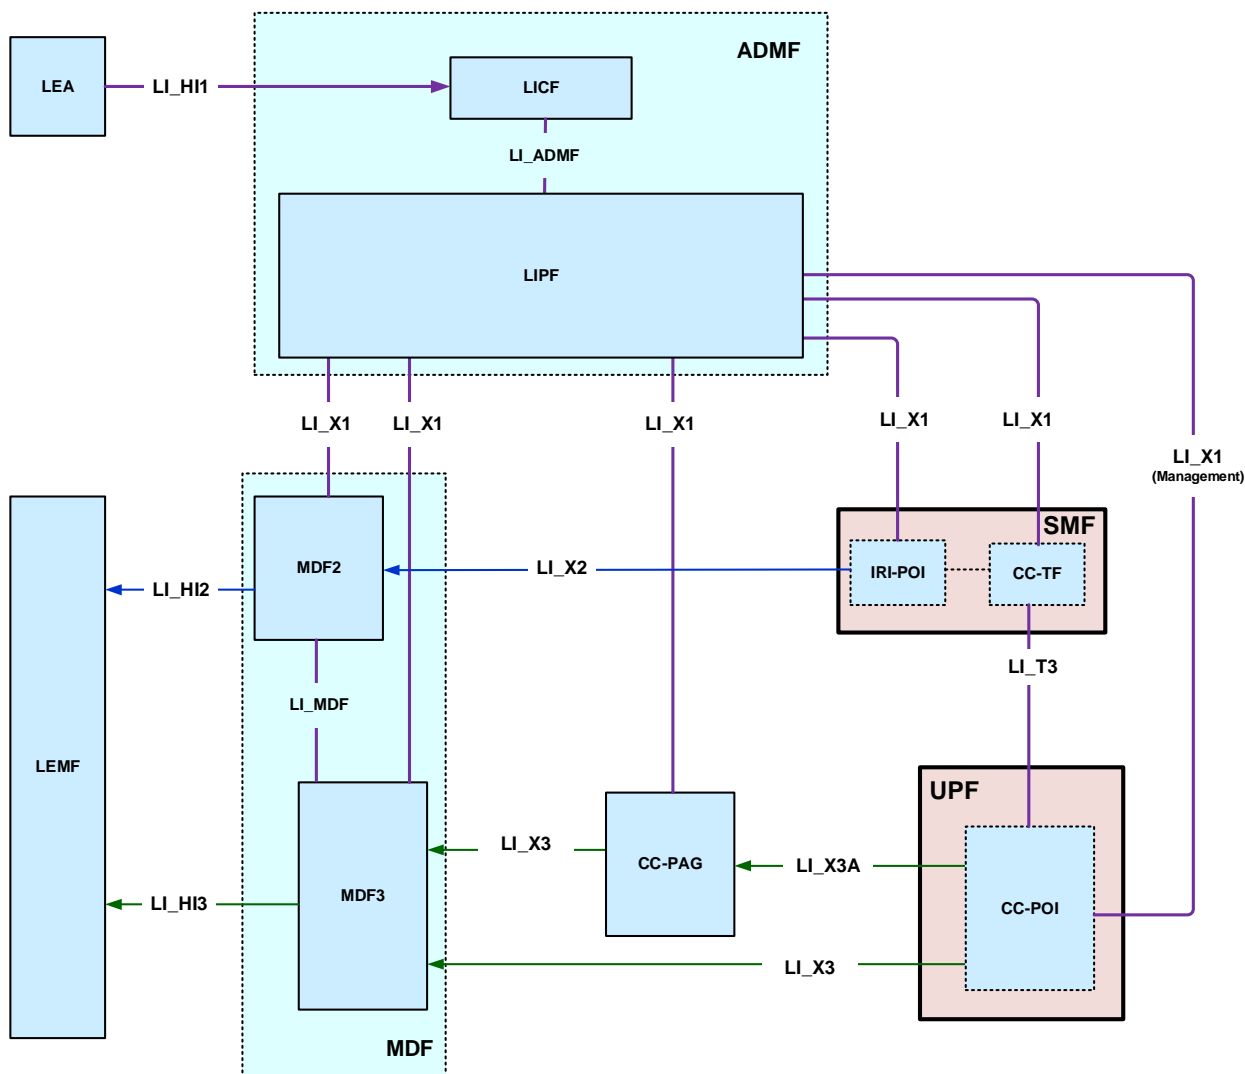 ADMF
LEA
LI_HI1
LICF
LI_ADMF
LIPF
LI_X1
LI_X1
LI_X1
LI_X1
LI_X1
LI_X1
(Management)
SMF
MDF2
LI_X2
IRI-POI
CC-TF
LI_HI2
LI_T3
LI_MDF
LEMF
UPF
LI_X3
CC-PAG
LI_X3A
MDF3
LI_HI3
CC-POI
LI_X3
MDF